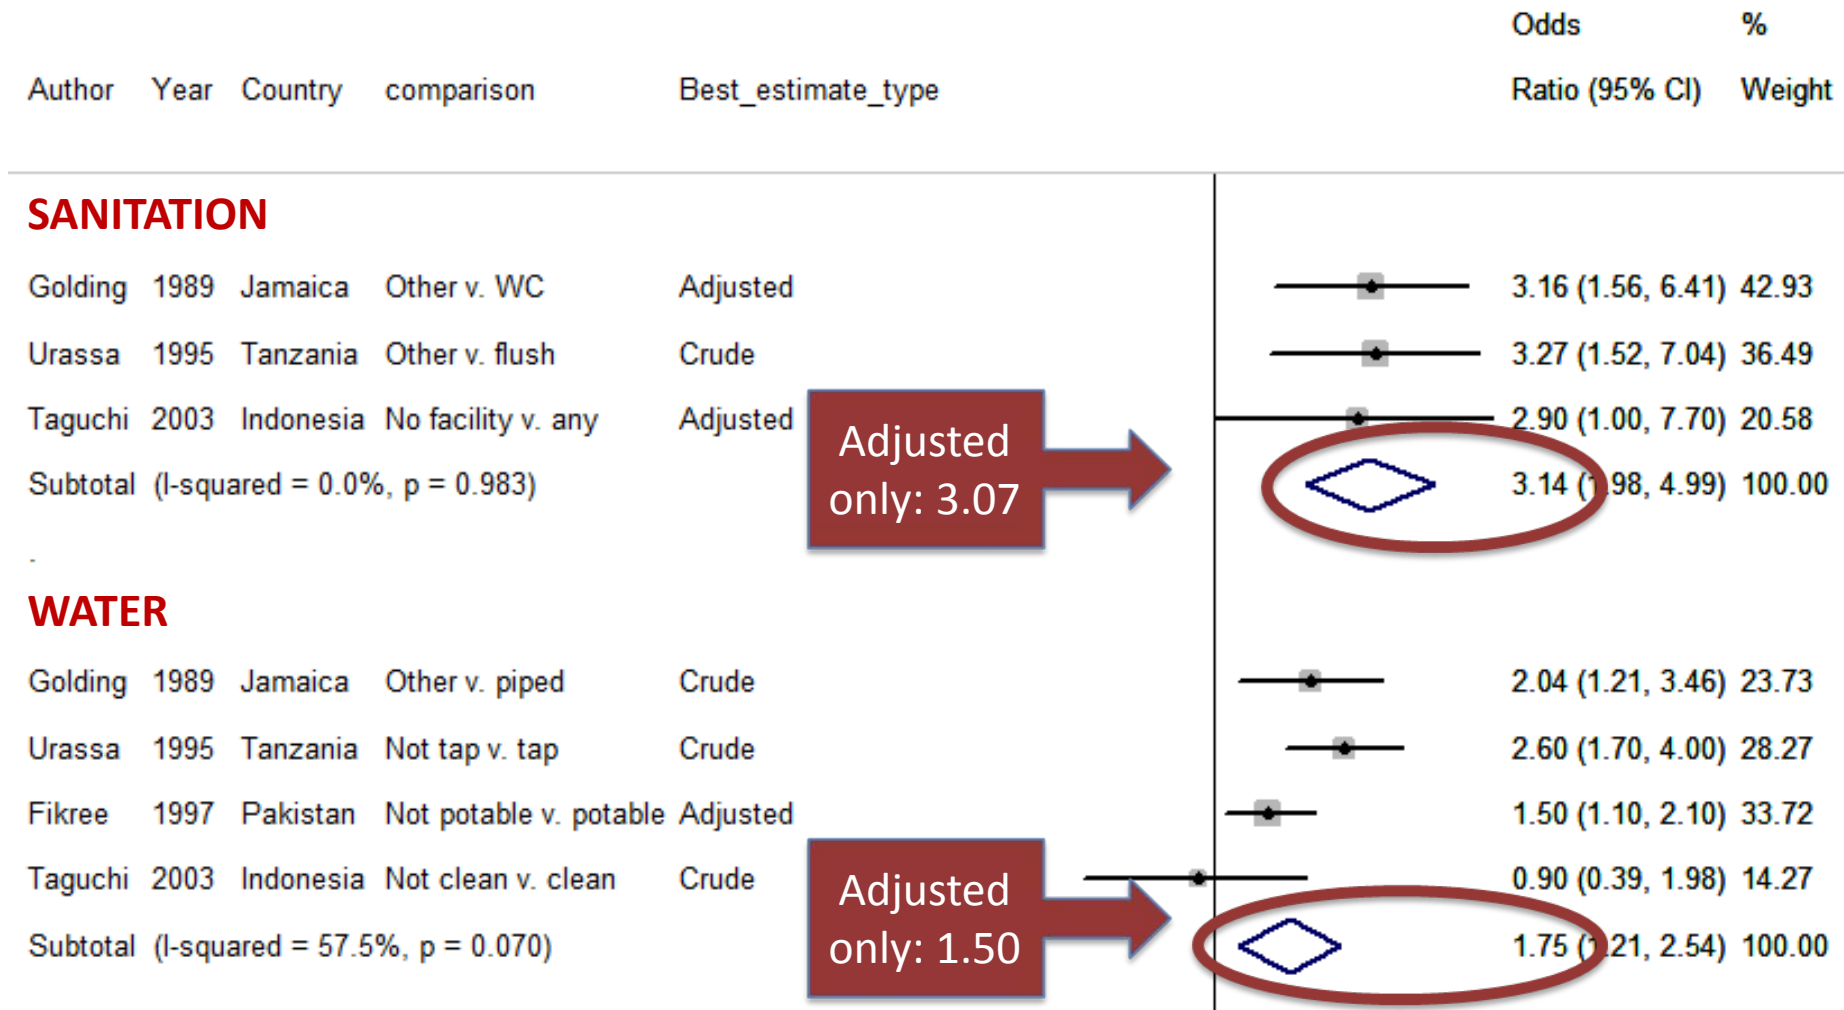 Odds %
Author Year Country comparison Best_estimate_type Ratio (95% CI) Weight
SANITATION
Golding 1989 Jamaica Other v. WC Adjusted 3.16 (1.56, 6.41) 42.93
Urassa 1995 Tanzania Other v. flush Crude 3.27 (1.52, 7.04) 36.49
Taguchi 2003 Indonesia No facility v. any Adjusted 2.90 (1.00, 7.70) 20.58
Adjusted
only: 3.07
Subtotal (I-squared = 0.0%, p = 0.983) 3.14 (1.98, 4.99) 100.00
.
WATER
Golding 1989 Jamaica Other v. piped Crude 2.04 (1.21, 3.46) 23.73
Urassa 1995 Tanzania Not tap v. tap Crude 2.60 (1.70, 4.00) 28.27
Fikree 1997 Pakistan Not potable v. potable Adjusted 1.50 (1.10, 2.10) 33.72
Taguchi 2003 Indonesia Not clean v. clean Crude 0.90 (0.39, 1.98) 14.27
Adjusted
only: 1.50
Subtotal (I-squared = 57.5%, p = 0.070) 1.75 (1.21, 2.54) 100.00